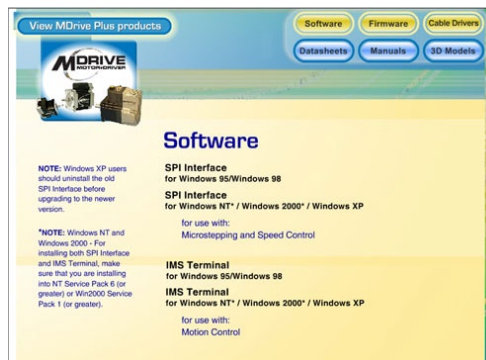 View MDrive Plus products
Software
Firmware
Cable Drivers
Datasheets
Manuals
3D Models
MDRIVE
MOTOR+DRIVER
Software
NOTE: Windows XP users
should uninstall the old
SPI Interface before
upgrading to the newer
version.
*NOTE: Windows NT and
Windows 2000 - For
installing both SPI Interface
and IMS Terminal, make
sure that you are installing
into NT Service Pack 6 (or
greater) or Win2000 Service
Pack 1 (or greater).
SPI Interface
for Windows 95/Windows 98
SPI Interface
for Windows NT* / Windows 2000* / Windows XP
for use with:
Microstepping and Speed Control
IMS Terminal
for Windows 95/Windows 98
IMS Terminal
for Windows NT* / Windows 2000* / Windows XP
for use with:
Motion Control